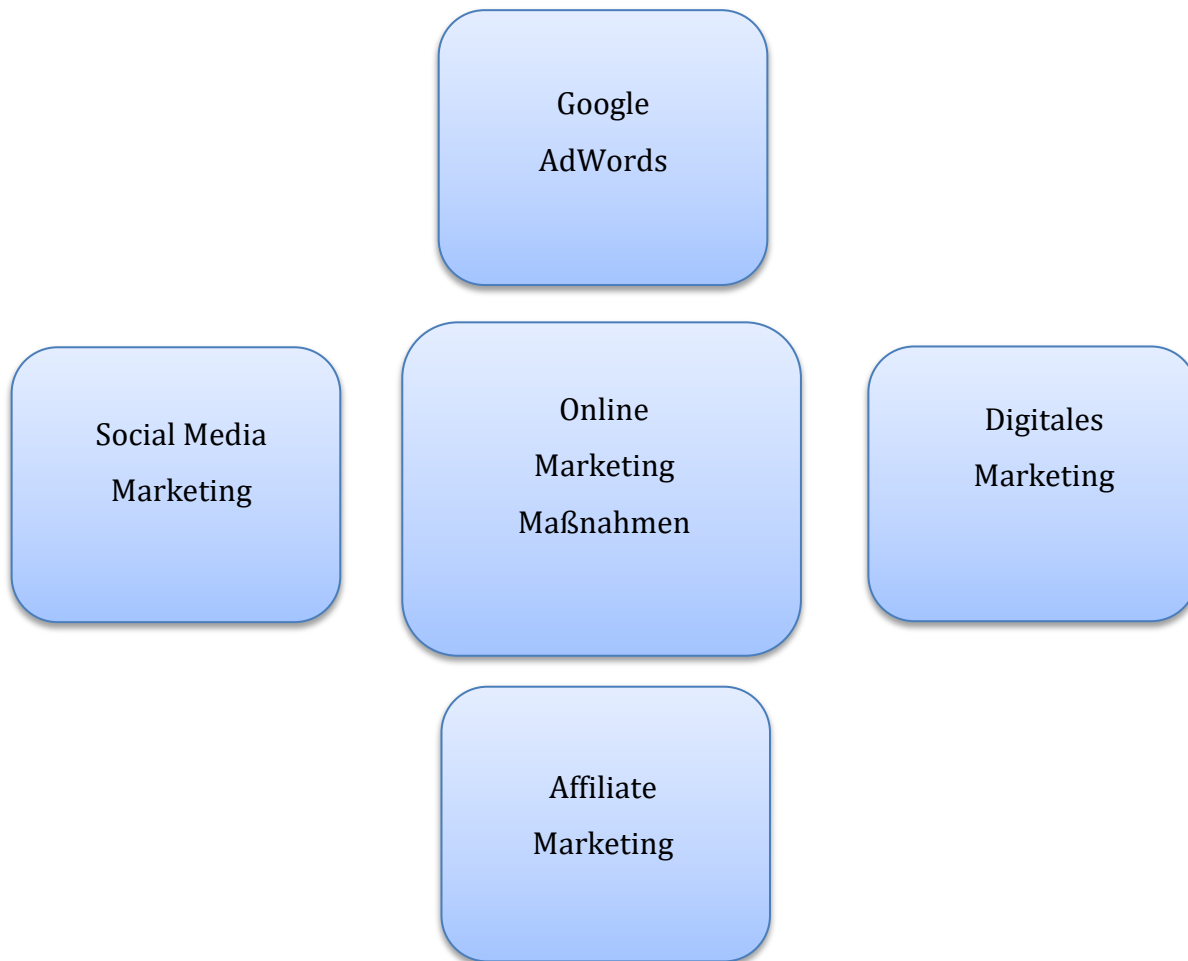 Google
AdWords
Social Media
Marketing
Online
Marketing
Maßnahmen
Digitales
Marketing
Affiliate
Marketing